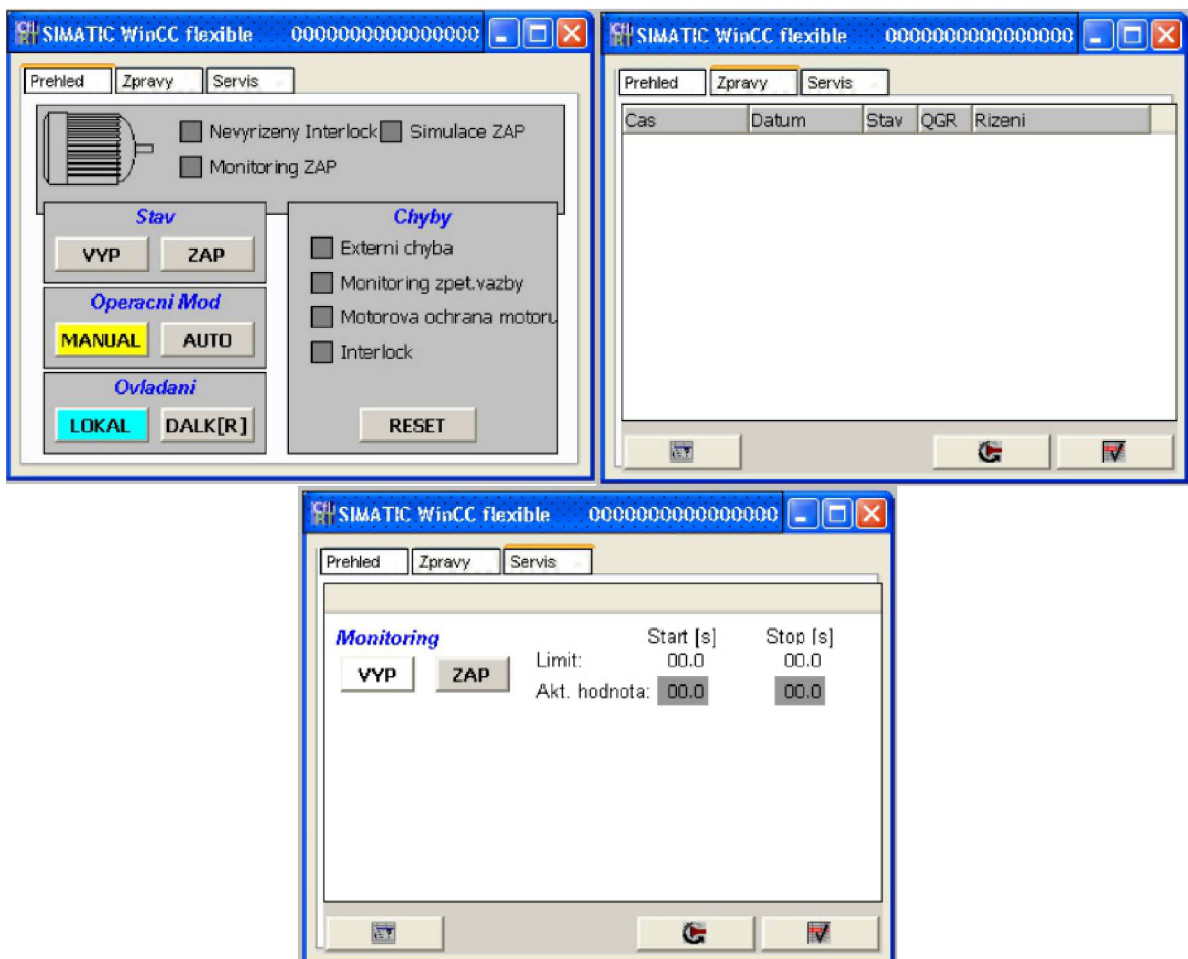 SIMATIC WinCC flexible 0000000000000000
Prehled Zpravy Servis
Nevyrizeny Interlock Simulace ZAP
Monitoring ZAP
Stav
VYP ZAP
Operacni Mod
MANUAL AUTO
Ovladani
LOKAL DALK[R]
Chyby
Externi chyba
Monitoring zpet.vazby
Motorova ochrana motoru
Interlock
RESET
SIMATIC WinCC flexible 0000000000000000
Prehled Zpravy Servis
Cas Datum Stav QGR Rizeni
SIMATIC WinCC flexible 0000000000000000
Prehled Zpravy Servis
Monitoring
VYP ZAP
Start [s] Stop [s]
Limit: 00.0 00.0
Akt. hodnota: 00.0 00.0